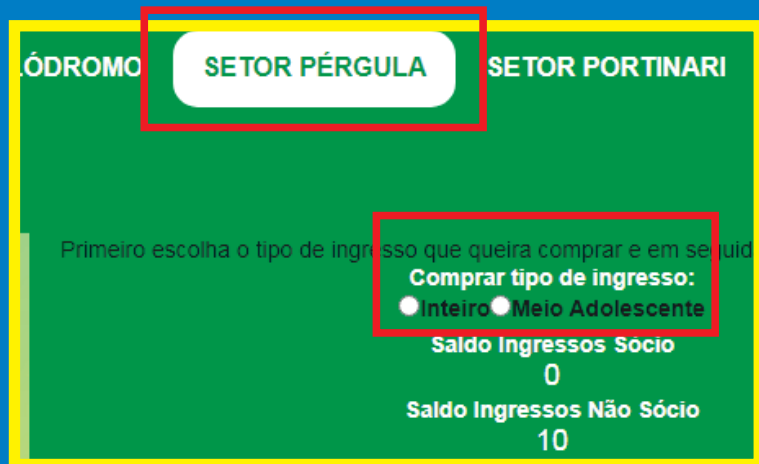 LÓDROMO SETOR PÉRGULA SETOR PORTINARI
Primeiro escolha o tipo de ingresso que queira comprar e em seguid
Comprar tipo de ingresso:
Inteiro Meio Adolescente
Saldo Ingressos Sócio
0
Saldo Ingressos Não Sócio
10